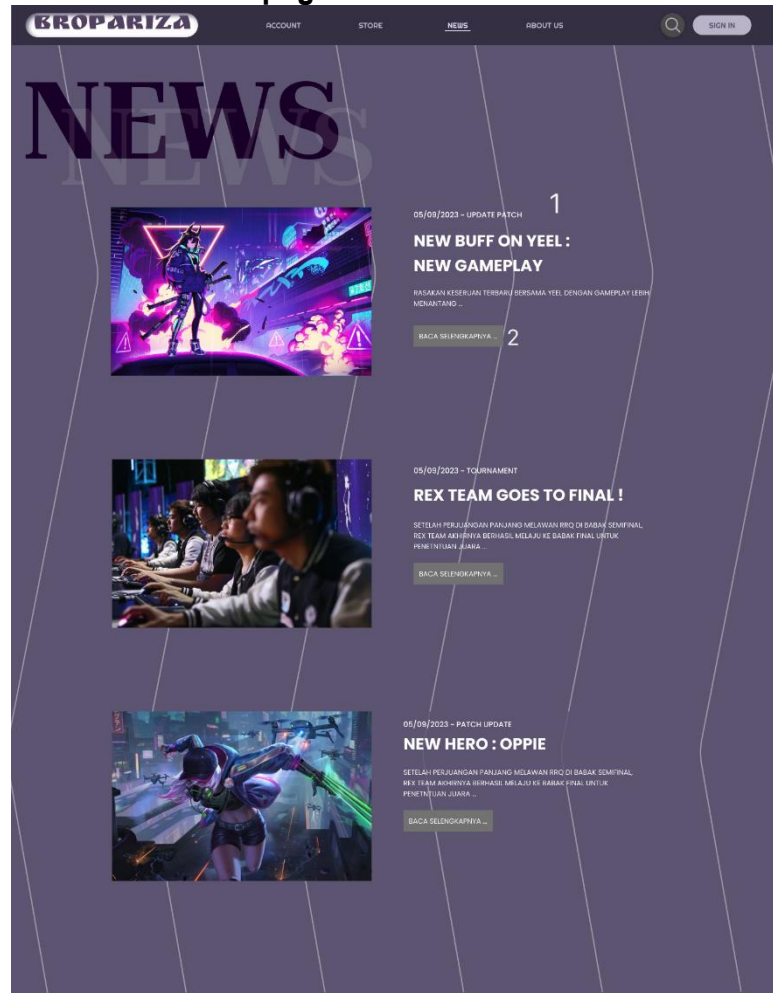 page
BROPARIZA
ACCOUNT
STORE
NEWS
ABOUT US
SIGN IN
NEWS
NEWS
05/09/2023 - UPDATE PATCH
1
NEW BUFF ON YEEL :
NEW GAMEPLAY
RASAKAN KESERUAN TERBARU BERSAMA YEEL DENGAN GAMEPLAY LEBIH
MENANTANG ...
BACA SELENGKAPNYA ...
2
05/09/2023 - TOURNAMENT
REX TEAM GOES TO FINAL !
SETELAH PERJUANGAN PANJANG MELAWAN RRQ DI BABAK SEMIFINAL,
REX TEAM AKHIRNYA BERHASIL MELAJU KE BABAK FINAL UNTUK
PENETNTUAN JUARA ...
BACA SELENGKAPNYA ...
05/09/2023 - PATCH UPDATE
NEW HERO : OPPIE
SETELAH PERJUANGAN PANJANG MELAWAN RRQ DI BABAK SEMIFINAL,
REX TEAM AKHIRNYA BERHASIL MELAJU KE BABAK FINAL UNTUK
PENETNTUAN JUARA ...
BACA SELENGKAPNYA ...